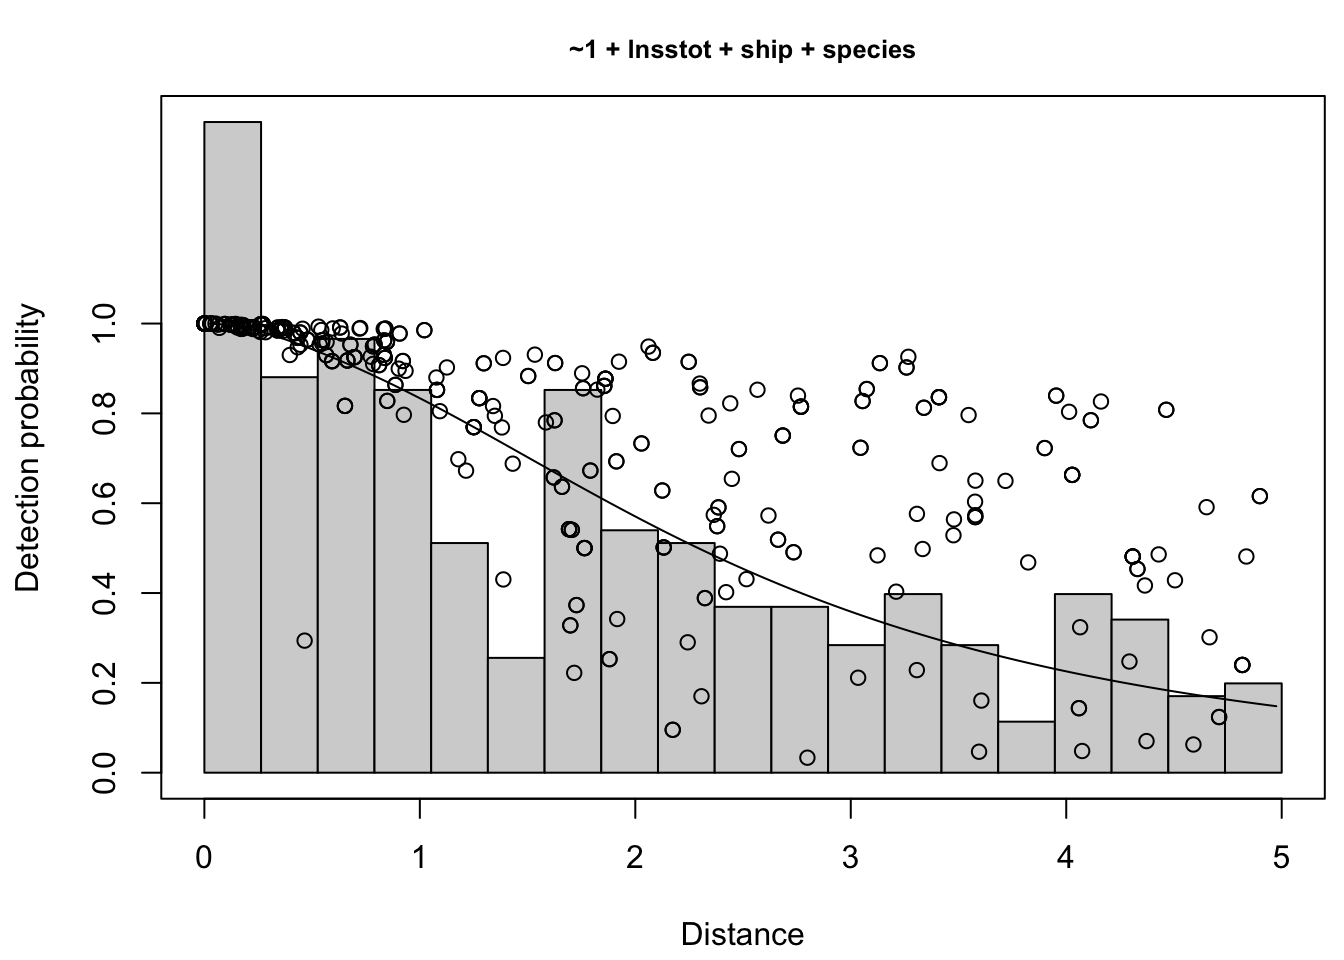 ~1 + lnsstot + ship + species
Detection probability
1.0
0.8
0.6
0.4
0.2
0.0
0 1 2 3 4 5
Distance